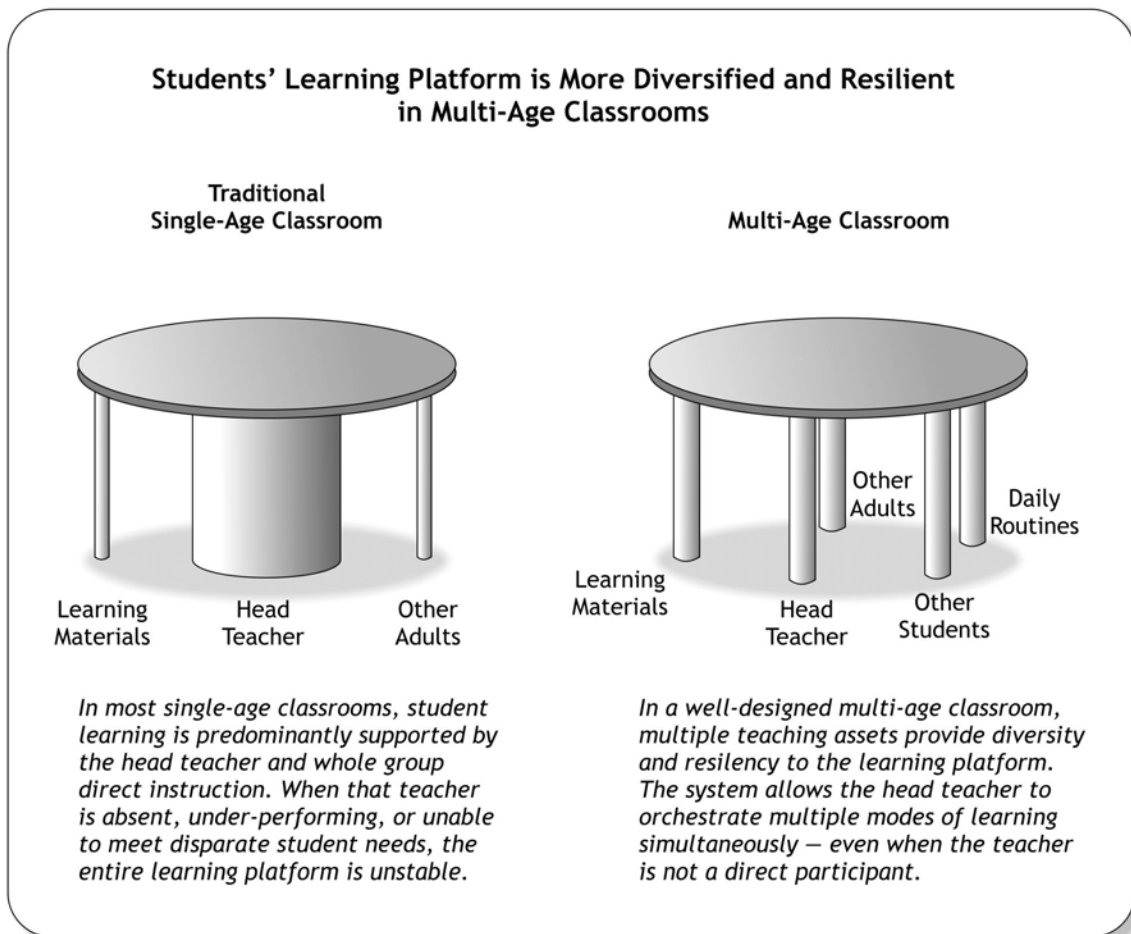 Students’ Learning Platform is More Diversified and Resilient
in Multi-Age Classrooms
Traditional
Single-Age Classroom
Learning
Materials
Head
Teacher
Other
Adults
In most single-age classrooms, student
learning is predominantly supported by
the head teacher and whole group
direct instruction. When that teacher
is absent, under-performing, or unable
to meet disparate student needs, the
entire learning platform is unstable.
Multi-Age Classroom
Other
Adults
Daily
Routines
Learning
Materials
Head
Teacher
Other
Students
In a well-designed multi-age classroom,
multiple teaching assets provide diversity
and resilency to the learning platform.
The system allows the head teacher to
orchestrate multiple modes of learning
simultaneously — even when the teacher
is not a direct participant.